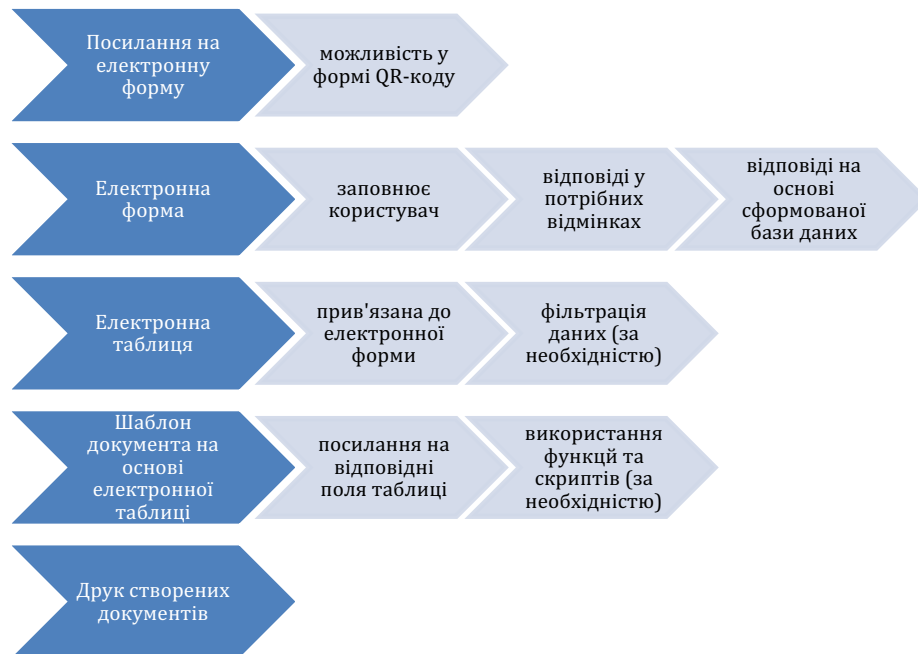 Посилання на
електронну
форму
можливість у
формі QR-коду
Електронна
форма
заповнює
користувач
відповіді у
потрібних
відмінках
відповіді на
основі
сформованої
бази даних
Електронна
таблиця
прив'язана до
електронної
форми
фільтрація
даних (за
необхідністю)
Шаблон
документа на
основі
електронної
таблиці
посилання на
відповідні
поля таблиці
використання
функцй та
скриптів (за
необхідністю)
Друк створених
документів